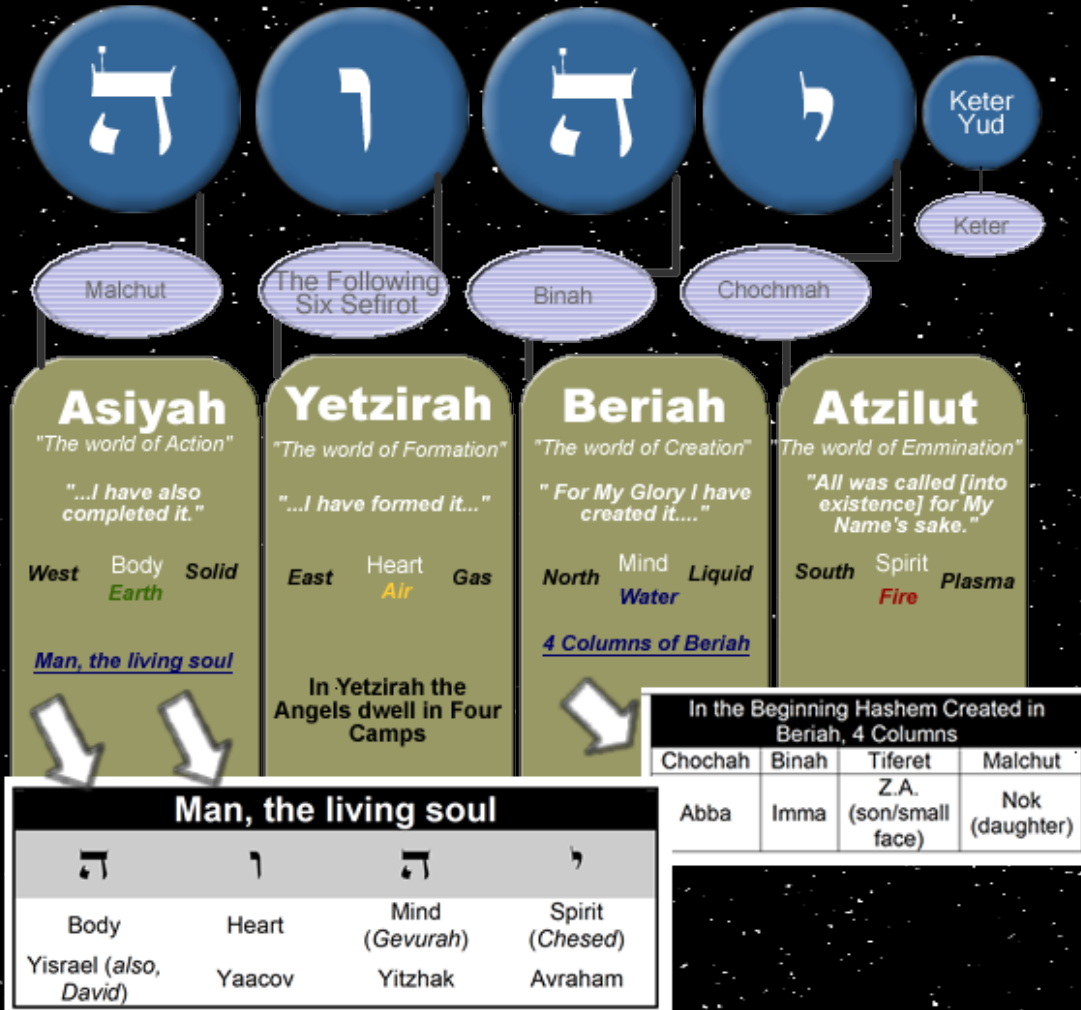 ה
ו
ה
י
Keter
Yud
Keter
Malchut
The Following
Six Sefirot
Binah
Chochmah
Asiyah
"The world of Action"
"...I have also
completed it."
West Body Solid
Earth
Man, the living soul
Yetzirah
"The world of Formation"
"...I have formed it..."
East Heart Gas
Air
In Yetzirah the
Angels dwell in Four
Camps
Beriah
"The world of Creation"
" For My Glory I have
created it...."
North Mind Liquid
Water
4 Columns of Beriah
Atzilut
"The world of Emmination"
"All was called [into
existence] for My
Name's sake."
South Spirit Plasma
Fire
In the Beginning Hashem Created in
Beriah, 4 Columns
Chochah Binah Tiferet Malchut
Abba Imma Z.A. (son/small face) Nok (daughter)
Man, the living soul
ה ו ה י
Body Heart Mind (Gevurah) Spirit (Chesed)
Yisrael (also, David) Yaacov Yitzhak Avraham